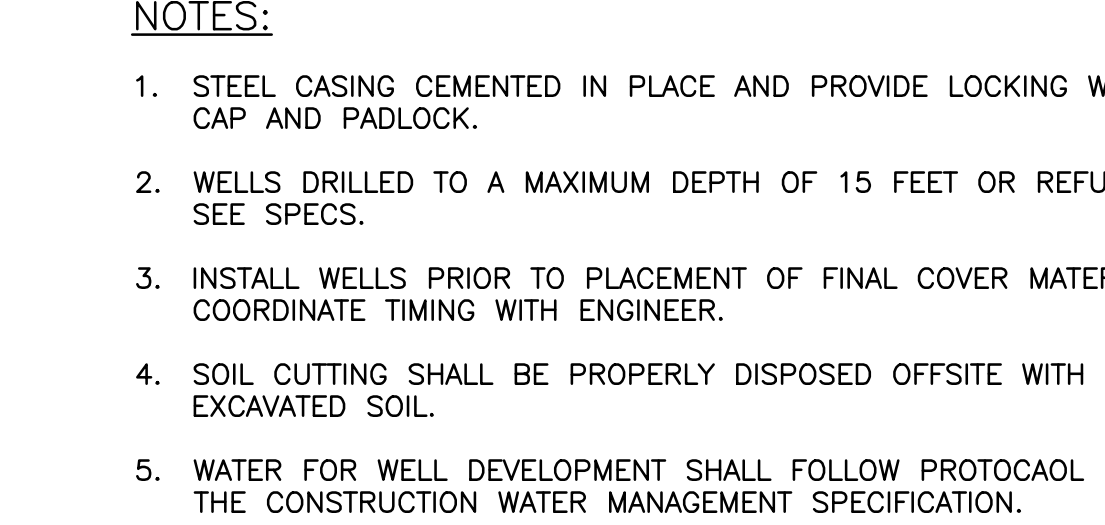 NOTES:
1. STEEL CASING CEMENTED IN PLACE AND PROVIDE LOCKING
CAP AND PADLOCK.
2. WELLS DRILLED TO A MAXIMUM DEPTH OF 15 FEET OR
SEE SPECS.
3. INSTALL WELLS PRIOR TO PLACEMENT OF FINAL COVER
COORDINATE TIMING WITH ENGINEER.
4. SOIL CUTTING SHALL BE PROPERLY DISPOSED OFFSITE WITH
EXCAVATED SOIL.
5. WATER FOR WELL DEVELOPMENT SHALL FOLLOW PROTOCAOL
THE CONSTRUCTION WATER MANAGEMENT SPECIFICATION.